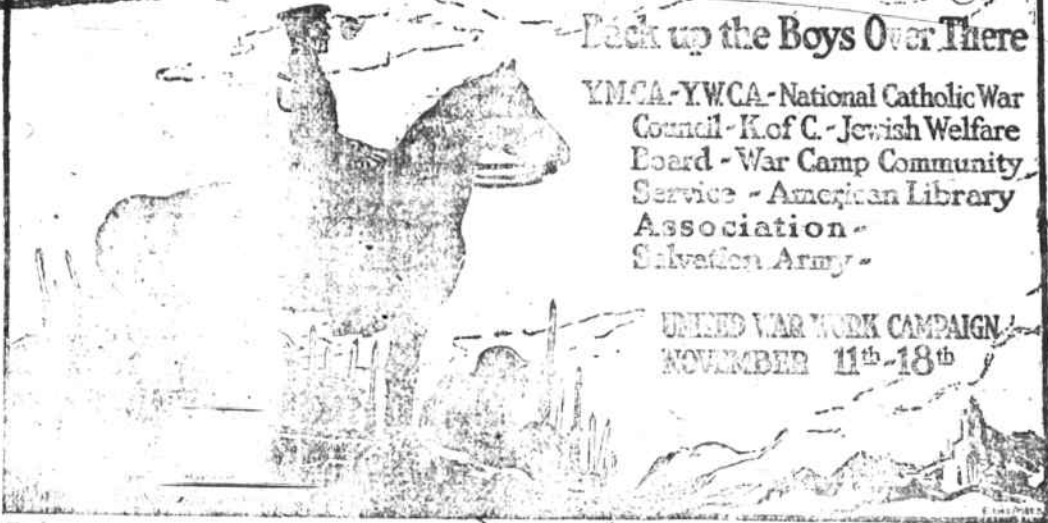 Back up the Boys Over There
Y.M.C.A.-Y.W.C.A.-National Catholic War
Council-K.of C.-Jewish Welfare
Board-War Camp Community
Service-American Library
Association-
Salvation Army-
UNITED WAR WORK CAMPAIGN
NOVEMBER 11th-18th